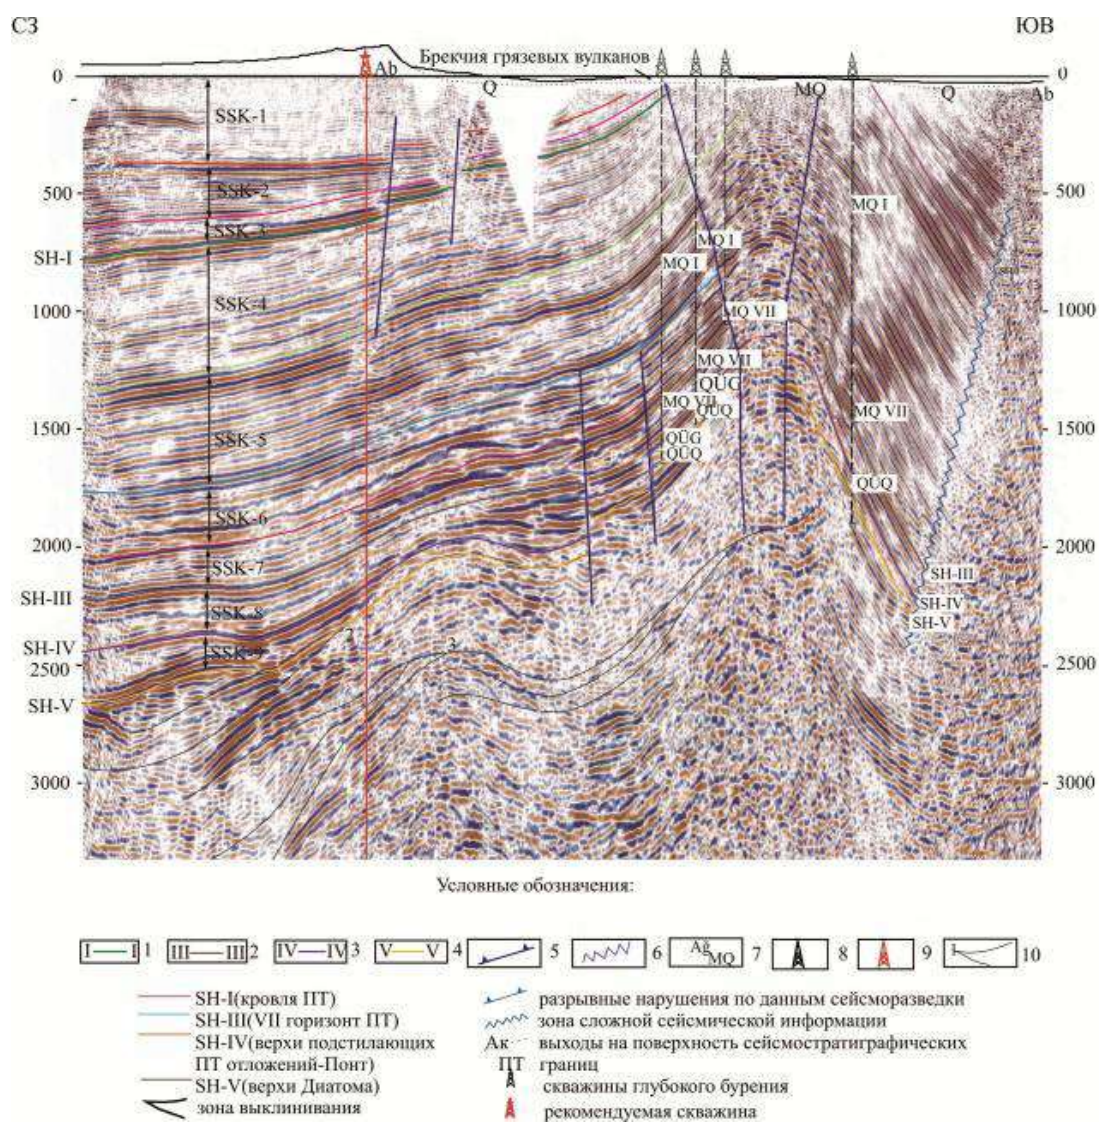 СЗ
ЮВ
Брекчия грязевых вулканов
0
Ab
Q
MQ
Q
0
Ab
SSK-1
500
SSK-2
500
MQ I
SSK-3
MQ I
SH-I
MQ I
1000
SSK-4
MQ VII
1000
MQ VII
QÜG
MQ VII
QÜQ
MQ VII
1500
SSK-5
QÜG
1500
QÜQ
QÜQ
SSK-6
2000
2000
SSK-7
SH-III
SH-III
SSK-8
SH-IV
SH-V
SH-IV
2
3
2500
SSK-9
2500
SH-V
3000
3000
Условные обозначения:
I I 1 III III 2 IV IV 3 V V 4 5 6 Ağ MQ 7 8 9 10
SH-I(кровля ПТ)
SH-III(VII горизонт ПТ)
SH-IV(верхи подстилающих
ПТ отложений-Понт)
SH-V(верхи Диатома)
зона выклинивания
разрывные нарушения по данным сейсморазведки
зона сложной сейсмической информации
Ак выходы на поверхность сейсмостратиграфических
ПТ границ
скважины глубокого бурения
рекомендуемая скважина